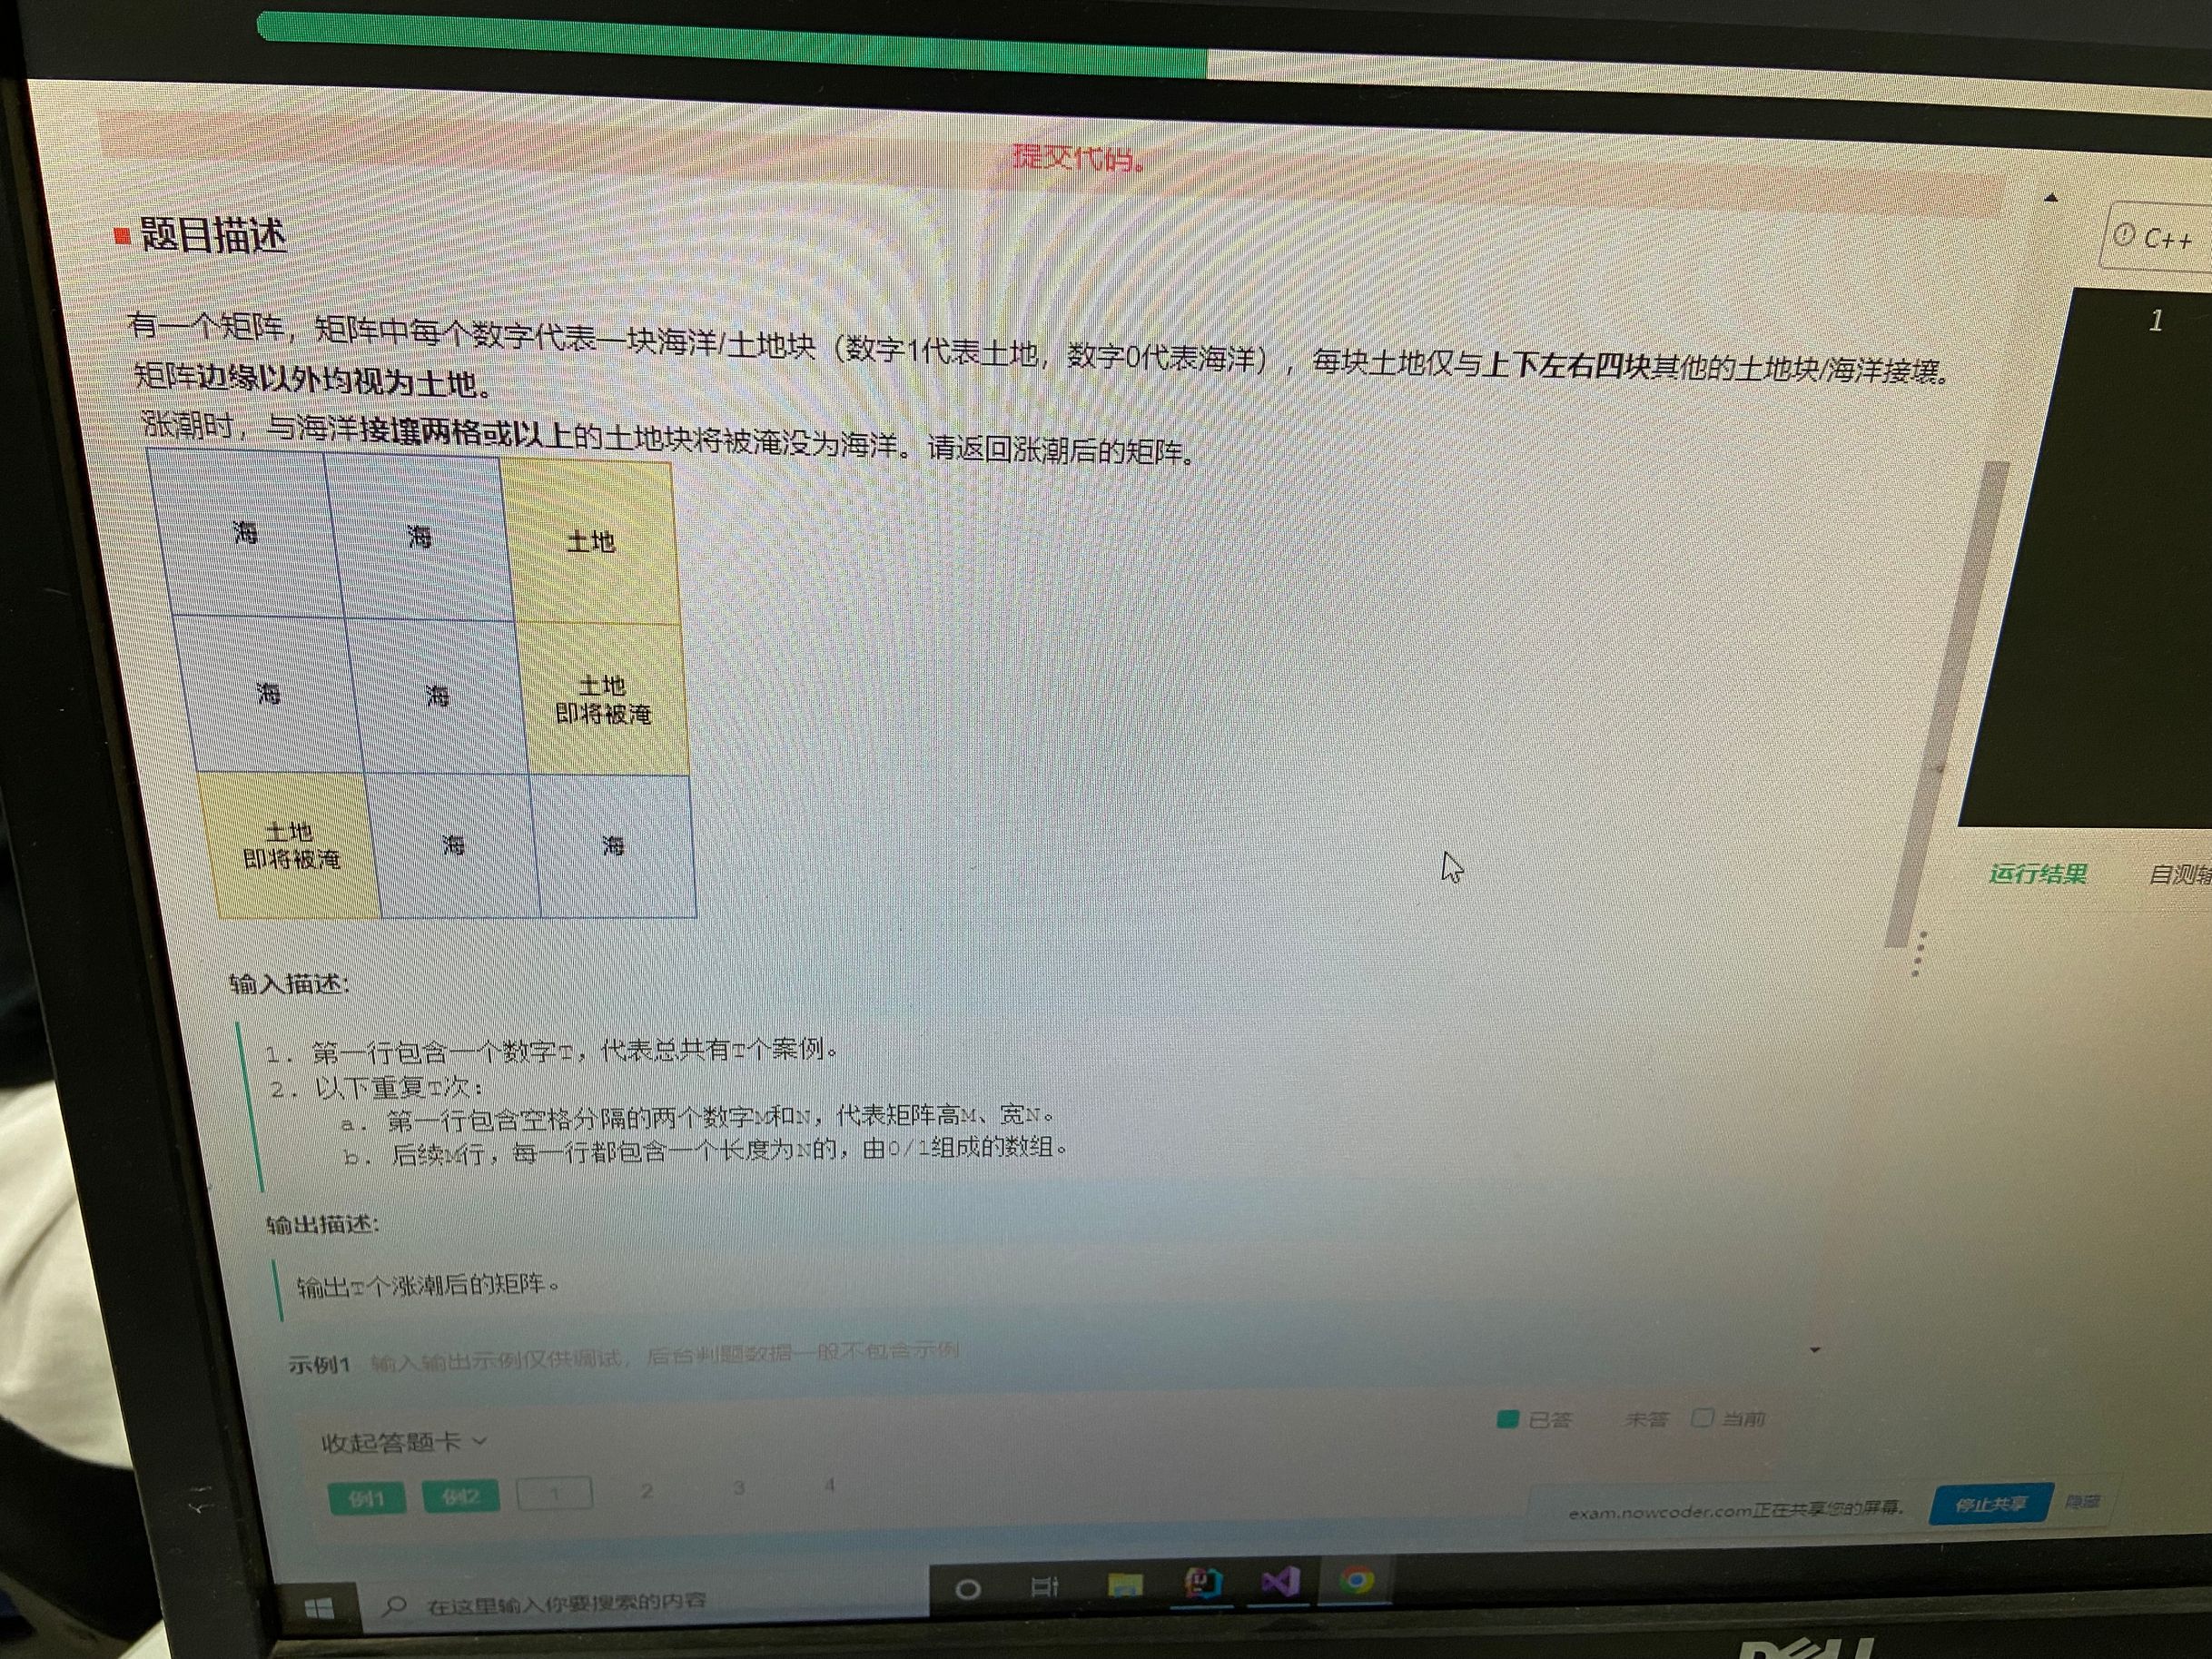 提交代码。
题目描述
C++
1
有一个矩阵，矩阵中每个数字代表一块海洋/土地块（数字1代表土地，数字0代表海洋），每块土地仅与上下左右四块其他的土地块/海洋接壤。
矩阵边缘以外均视为土地。
涨潮时，与海洋接壤两格或以上的土地块将被淹没为海洋。请返回涨潮后的矩阵。
海 海 土地
海 海 土地
即将被淹
土地
即将被淹 海 海
运行结果 自测输
输入描述:
1. 第一行包含一个数字T，代表总共有T个案例。
2. 以下重复T次：
a. 第一行包含空格分隔的两个数字M和N，代表矩阵高M、宽N。
b. 后续M行，每一行都包含一个长度为N的，由0/1组成的数组。
输出描述:
输出T个涨潮后的矩阵。
示例1 输入输出示例仅供调试，后台判题数据一般不包含示例
收起答题卡 已答 未答 当前
例1 例2 1 2 3 4
exam.nowcoder.com正在共享您的屏幕. 停止共享 隐藏
在这里输入你要搜索的内容
DELL